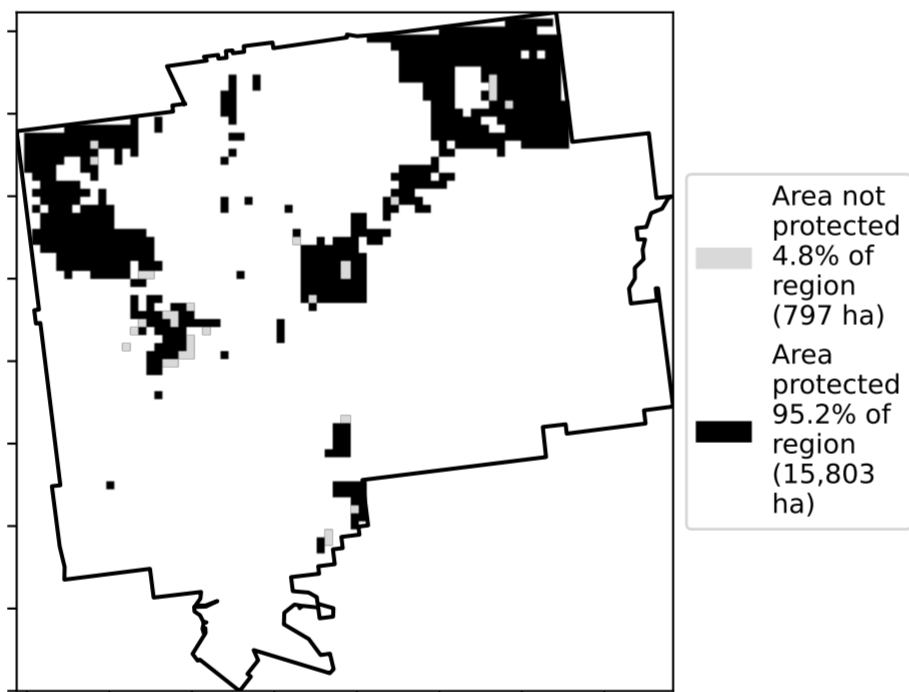 Area not
protected
4.8% of
region
(797 ha)
Area
protected
95.2% of
region
(15,803
ha)